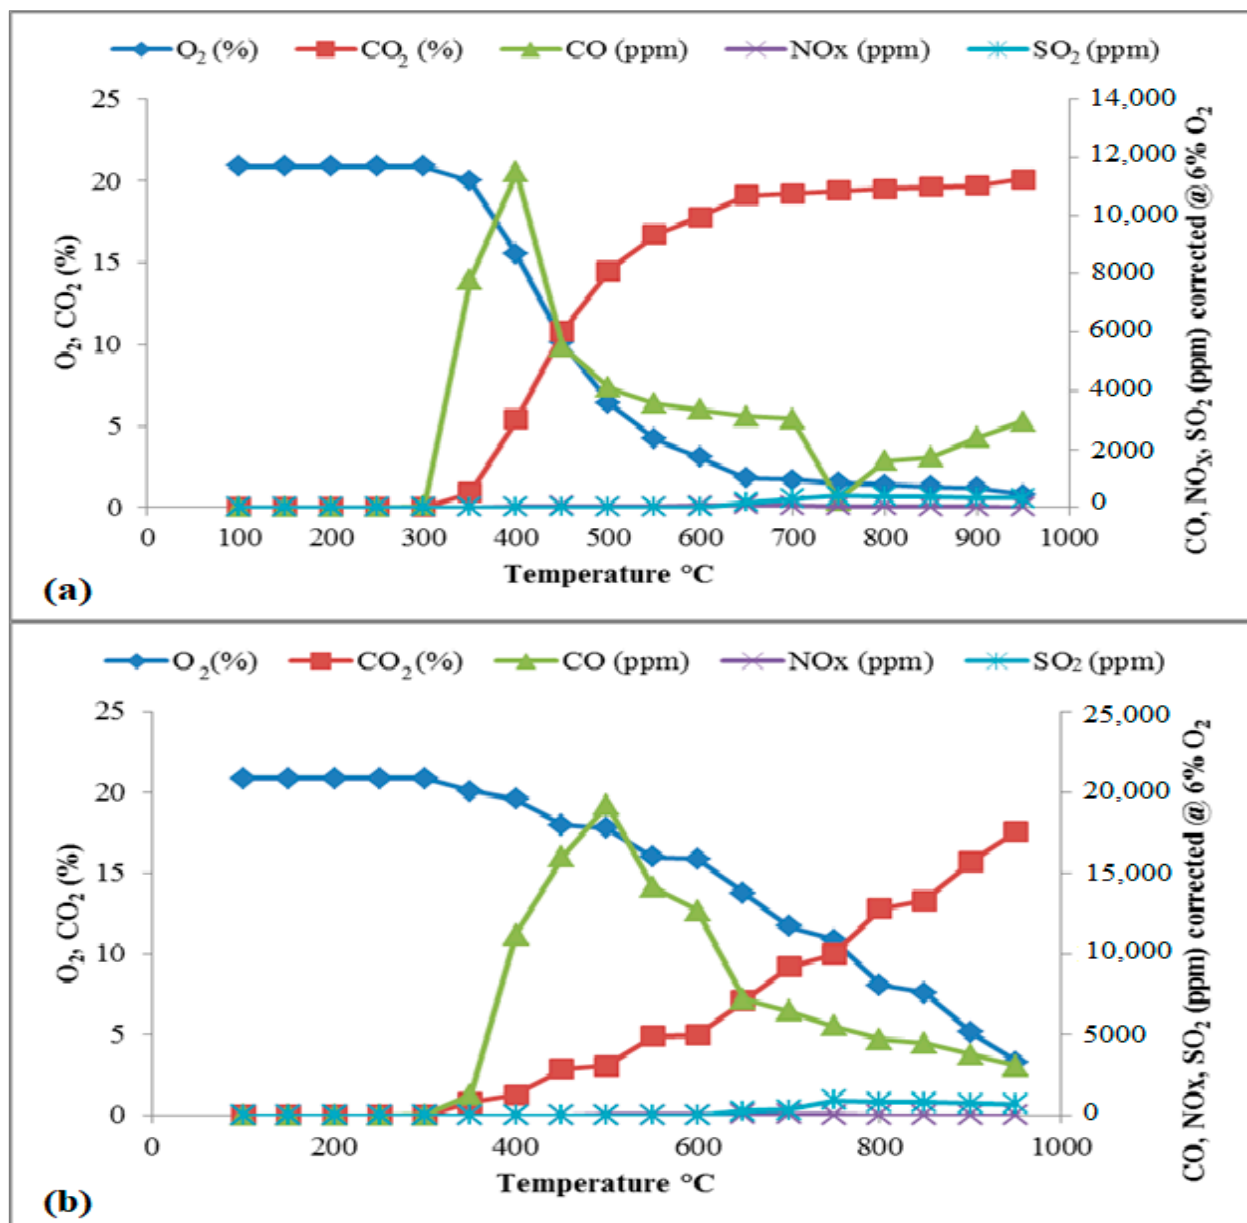 O₂ (%) CO₂ (%) CO (ppm) NOx (ppm) SO₂ (ppm)
25 14,000
12,000
20
10,000
15 8000
10 6000
4000
5
2000
0 0
0 100 200 300 400 500 600 700 800 900 1000
Temperature °C
O₂, CO₂ (%)
CO, NOₓ, SO₂ (ppm) corrected @ 6% O₂
(a)
O₂(%) CO₂(%) CO (ppm) NOx (ppm) SO₂ (ppm)
25 25,000
20 20,000
15 15,000
10 10,000
5 5000
0 0
0 200 400 600 800 1000
Temperature °C
O₂, CO₂ (%)
CO, NOx, SO₂ (ppm) corrected @ 6% O₂
(b)